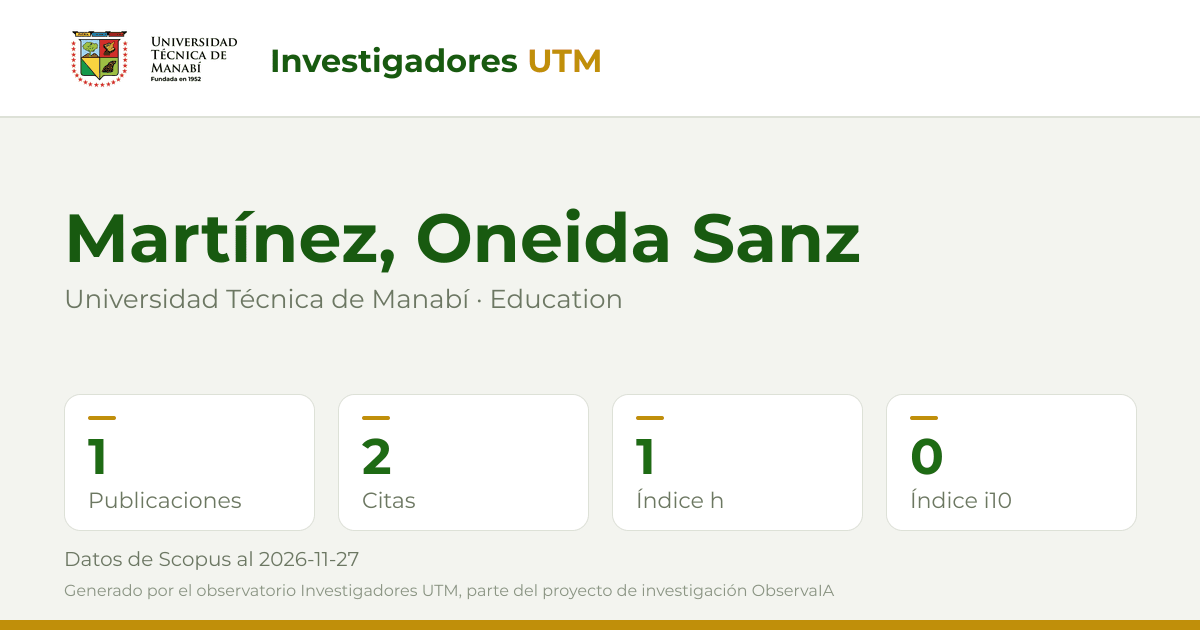 UNIVERSIDAD
TÉCNICA DE
MANABÍ
Fundada en 1952
Investigadores UTM
Martínez, Oneida Sanz
Universidad Técnica de Manabí · Education
1
Publicaciones
2
Citas
1
Índice h
0
Índice i10
Datos de Scopus al 2026-11-27
Generado por el observatorio Investigadores UTM, parte del proyecto de investigación ObservaIA